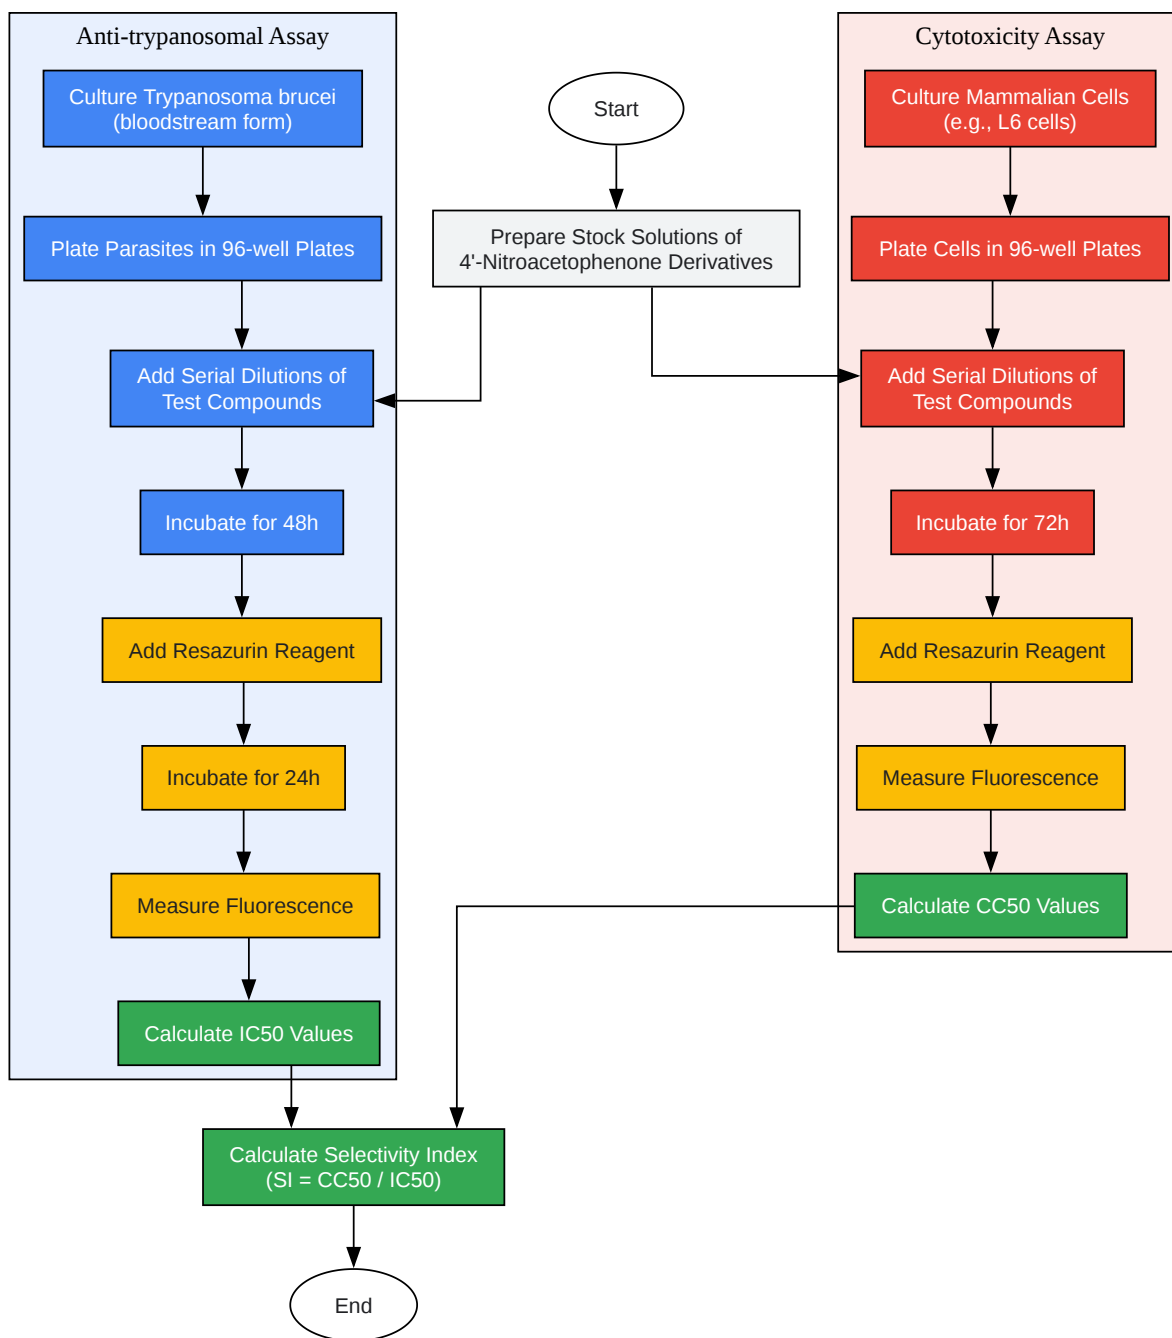 Anti-trypanosomal Assay
Culture Trypanosoma brucei
(bloodstream form)
Plate Parasites in 96-well Plates
Add Serial Dilutions of
Test Compounds
Incubate for 48h
Add Resazurin Reagent
Incubate for 24h
Measure Fluorescence
Calculate IC50 Values
Start
Prepare Stock Solutions of
4'-Nitroacetophenone Derivatives
Cytotoxicity Assay
Culture Mammalian Cells
(e.g., L6 cells)
Plate Cells in 96-well Plates
Add Serial Dilutions of
Test Compounds
Incubate for 72h
Add Resazurin Reagent
Measure Fluorescence
Calculate CC50 Values
Calculate Selectivity Index
(SI = CC50 / IC50)
End